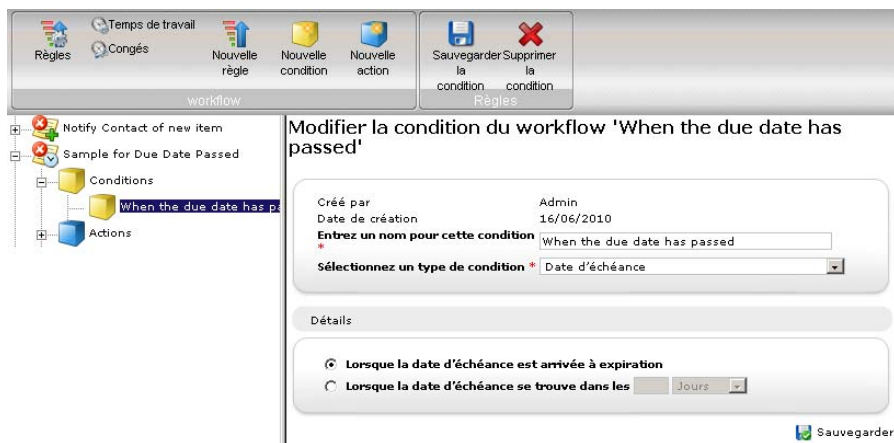 Règles
Temps de travail
Congés
Nouvelle
règle
Nouvelle
condition
Nouvelle
action
workflow
Sauvegarder
la
condition
Supprimer
la
condition
Règles
Notify Contact of new item
Sample for Due Date Passed
Conditions
When the due date has pa
Actions
Modifier la condition du workflow 'When the due date has
passed'
Créé par Admin
Date de création 16/06/2010
Entrez un nom pour cette condition
* When the due date has passed
Sélectionnez un type de condition * Date d'échéance
Détails
Lorsque la date d'échéance est arrivée à expiration
Lorsque la date d'échéance se trouve dans les Jours
Sauvegarder